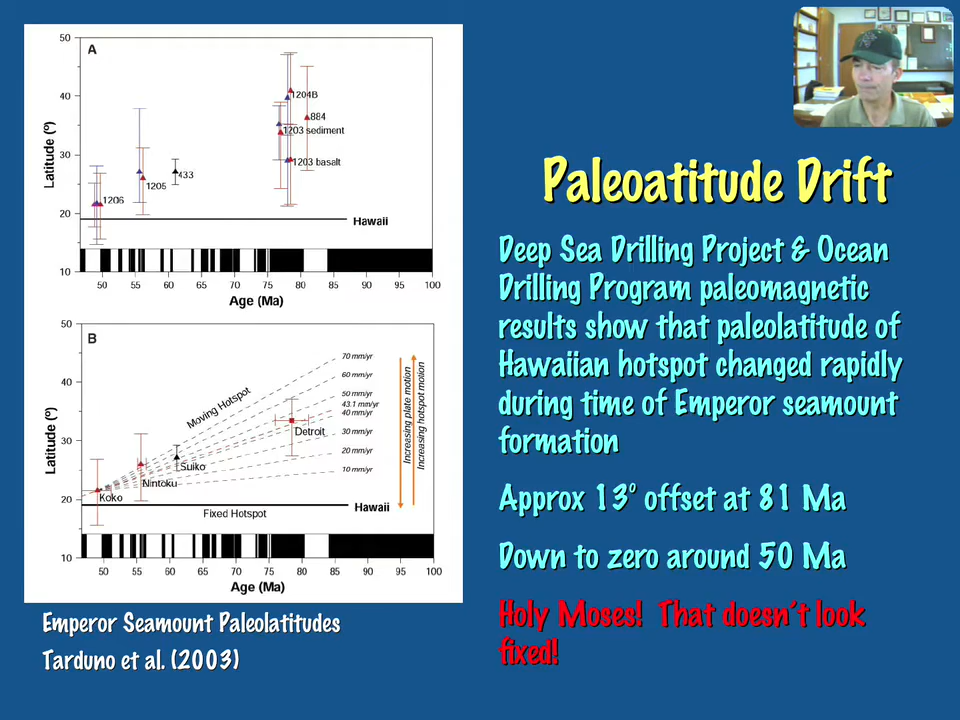 A
50
40
30
20
10
Latitude (º)
1204B
884
1203 sediment
1203 basalt
433
1205
1206
Hawaii
50 55 60 65 70 75 80 85 90 95 100
Age (Ma)
B
50
40
30
20
10
Latitude (º)
70 mm/yr
60 mm/yr
50 mm/yr
43.1 mm/yr
40 mm/yr
30 mm/yr
20 mm/yr
10 mm/yr
Moving Hotspot
Increasing plate motion
Increasing hotspot motion
Detroit
Suiko
Nintoku
Koko
Hawaii
Fixed Hotspot
50 55 60 65 70 75 80 85 90 95 100
Age (Ma)
Emperor Seamount Paleolatitudes
Tarduno et al. (2003)
Paleoatitude Drift
Deep Sea Drilling Project & Ocean
Drilling Program paleomagnetic
results show that paleolatitude of
Hawaiian hotspot changed rapidly
during time of Emperor seamount
formation
Approx 13º offset at 81 Ma
Down to zero around 50 Ma
Holy Moses! That doesn't look
fixed!